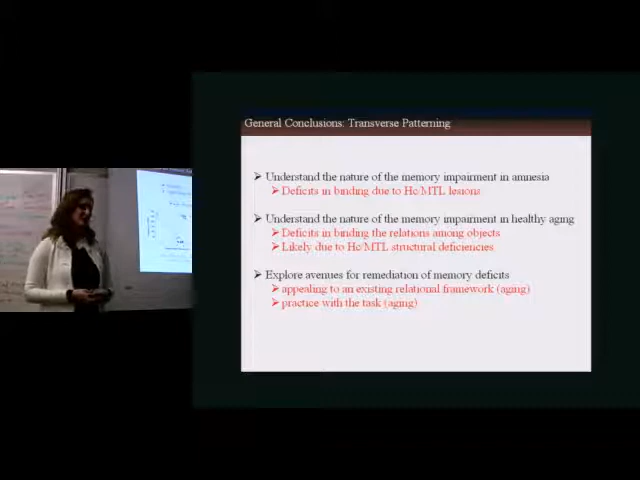 General Conclusions: Transverse Patterning
➢ Understand the nature of the memory impairment in amnesia
➢ Deficits in binding due to Hc/MTL lesions
➢ Understand the nature of the memory impairment in healthy aging
➢ Deficits in binding the relations among objects
➢ Likely due to Hc/MTL structural deficiencies
➢ Explore avenues for remediation of memory deficits
➢ appealing to an existing relational framework (aging)
➢ practice with the task (aging)